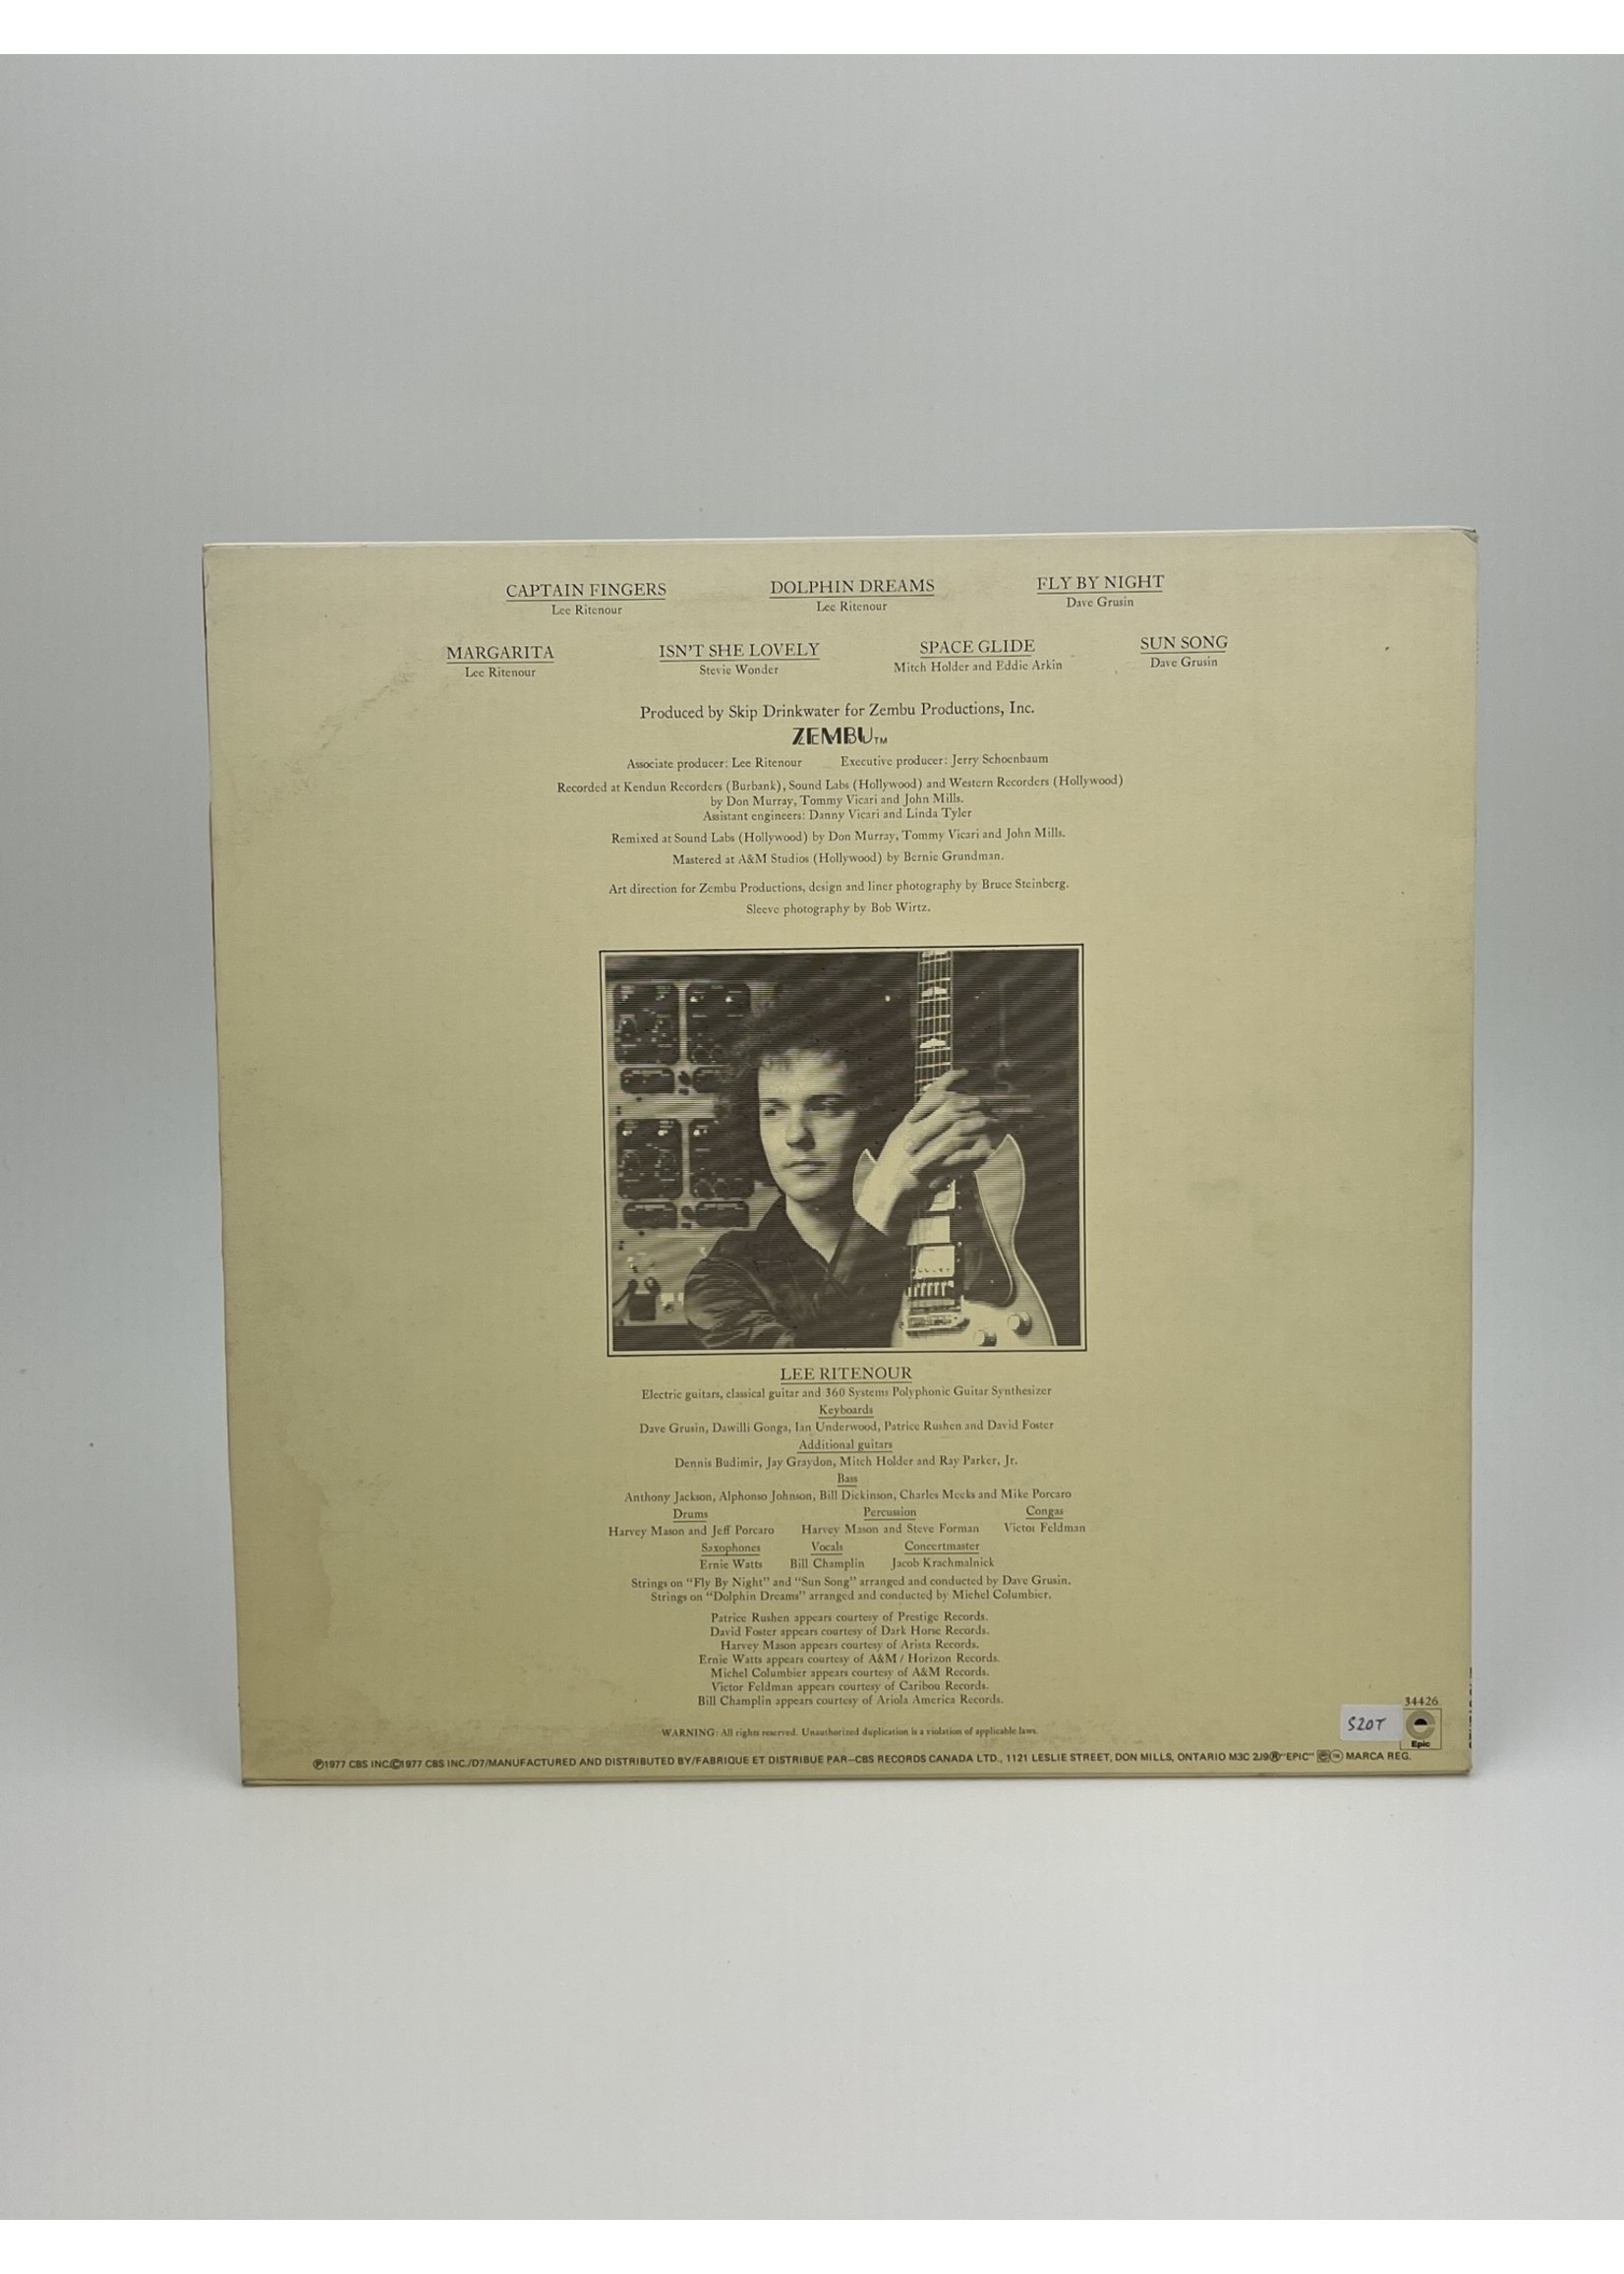 CAPTAIN FINGERS DOLPHIN DREAMS FLY BY NIGHT
Lee Ritenour Lee Ritenour Dave Grusin
MARGARITA ISN'T SHE LOVELY SPACE GLIDE SUN SONG
Lee Ritenour Stevie Wonder Mitch Holder and Eddie Arkin Dave Grusin
Produced by Skip Drinkwater for Zembu Productions, Inc.
ZEMBU™
Associate producer: Lee Ritenour Executive producer: Jerry Schoenbaum
Recorded at Kendun Recorders (Burbank), Sound Labs (Hollywood) and Western Recorders (Hollywood)
by Don Murray, Tommy Vicari and John Mills.
Assistant engineers: Danny Vicari and Linda Tyler
Remixed at Sound Labs (Hollywood) by Don Murray, Tommy Vicari and John Mills.
Mastered at A&M Studios (Hollywood) by Bernie Grundman.
Art direction for Zembu Productions, design and liner photography by Bruce Steinberg.
Sleeve photography by Bob Wirtz.
LEE RITENOUR
Electric guitars, classical guitar and 360 Systems Polyphonic Guitar Synthesizer
Keyboards
Dave Grusin, Dawilli Gonga, Ian Underwood, Patrice Rushen and David Foster
Additional guitars
Dennis Budimir, Jay Graydon, Mitch Holder and Ray Parker, Jr.
Bass
Anthony Jackson, Alphonso Johnson, Bill Dickinson, Charles Meeks and Mike Porcaro
Drums Percussion Congas
Harvey Mason and Jeff Porcaro Harvey Mason and Steve Forman Victor Feldman
Saxophones Vocals Concertmaster
Ernie Watts Bill Champlin Jacob Krachmalnick
Strings on "Fly By Night" and "Sun Song" arranged and conducted by Dave Grusin.
Strings on "Dolphin Dreams" arranged and conducted by Michel Columbier.
Patrice Rushen appears courtesy of Prestige Records.
David Foster appears courtesy of Dark Horse Records.
Harvey Mason appears courtesy of Arista Records.
Ernie Watts appears courtesy of A&M / Horizon Records.
Michel Columbier appears courtesy of A&M Records.
Victor Feldman appears courtesy of Caribou Records.
Bill Champlin appears courtesy of Ariola America Records.
34426
S20T
Epic
WARNING: All rights reserved. Unauthorized duplication is a violation of applicable laws.
℗1977 CBS INC.©1977 CBS INC./D7/MANUFACTURED AND DISTRIBUTED BY/FABRIQUE ET DISTRIBUE PAR—CBS RECORDS CANADA LTD., 1121 LESLIE STREET, DON MILLS, ONTARIO M3C 2J9®"EPIC" ™ MARCA REG.